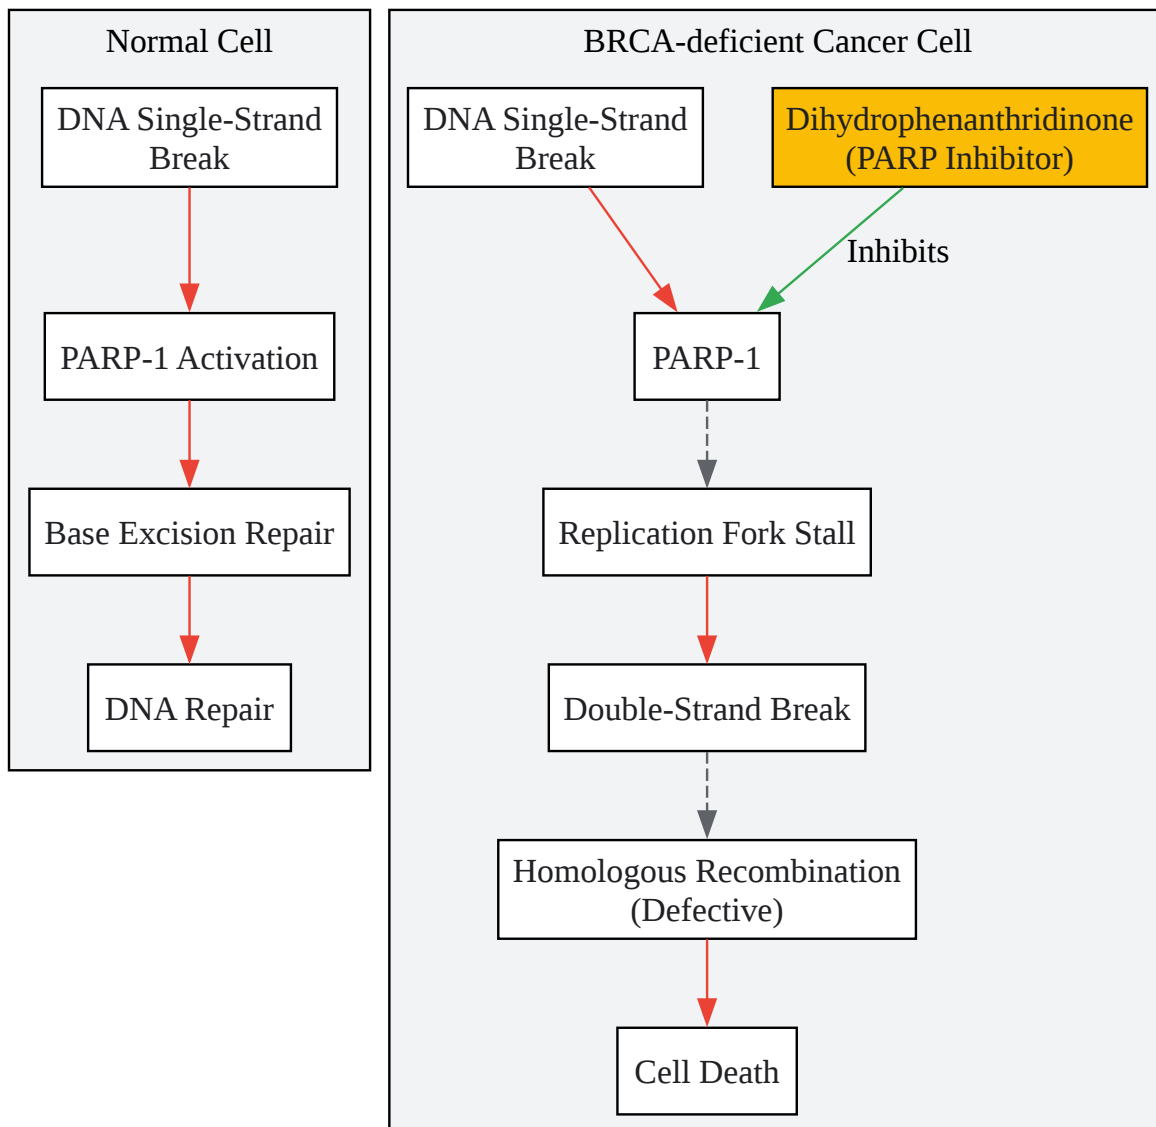 Normal Cell
DNA Single-Strand
Break
PARP-1 Activation
Base Excision Repair
DNA Repair
BRCA-deficient Cancer Cell
DNA Single-Strand
Break
Dihydrophenanthridinone
(PARP Inhibitor)
Inhibits
PARP-1
Replication Fork Stall
Double-Strand Break
Homologous Recombination
(Defective)
Cell Death